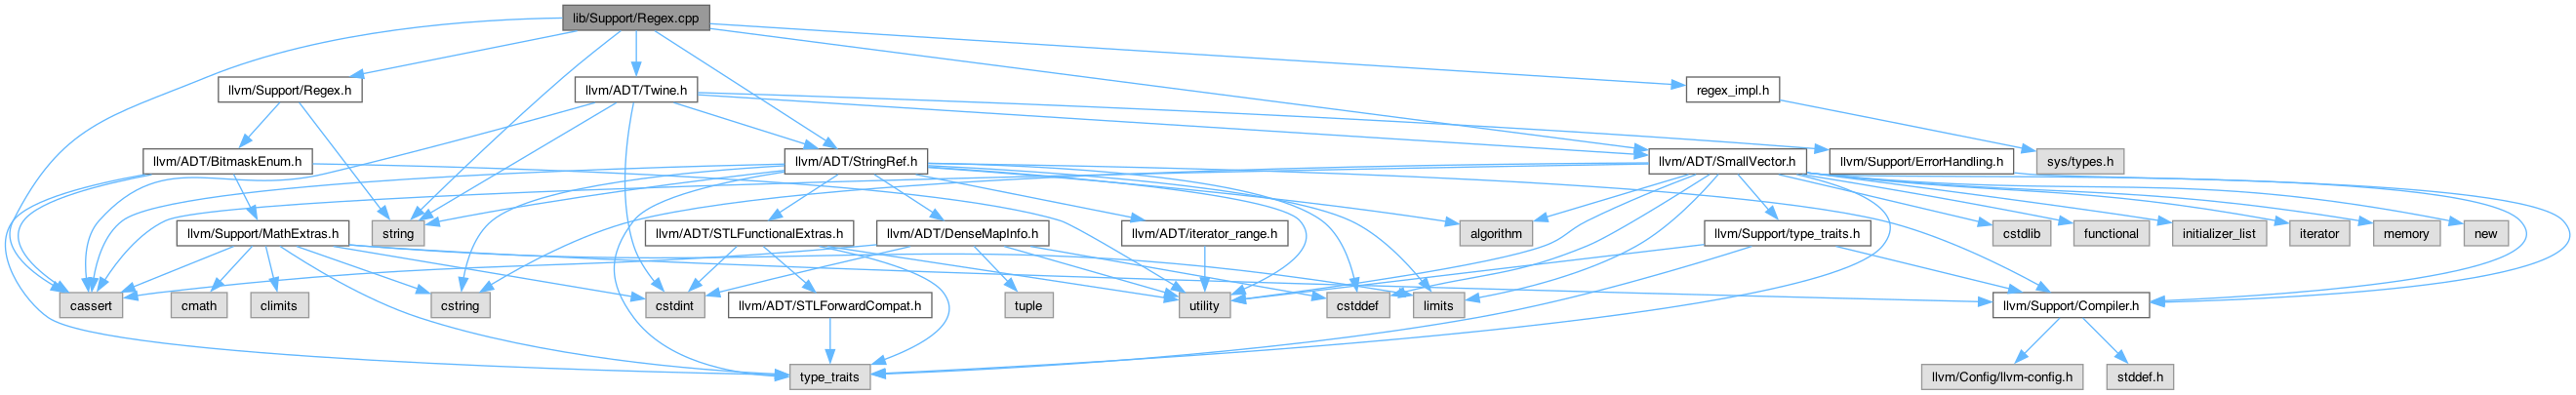 lib/Support/Regex.cpp
llvm/Support/Regex.h
llvm/ADT/Twine.h
regex_impl.h
llvm/ADT/BitmaskEnum.h
llvm/ADT/StringRef.h
llvm/ADT/SmallVector.h
llvm/Support/ErrorHandling.h
sys/types.h
llvm/Support/MathExtras.h
string
llvm/ADT/STLFunctionalExtras.h
llvm/ADT/DenseMapInfo.h
llvm/ADT/iterator_range.h
algorithm
llvm/Support/type_traits.h
cstdlib
functional
initializer_list
iterator
memory
new
cassert
cmath
climits
cstring
cstdint
llvm/ADT/STLForwardCompat.h
tuple
utility
cstddef
limits
llvm/Support/Compiler.h
type_traits
llvm/Config/llvm-config.h
stddef.h